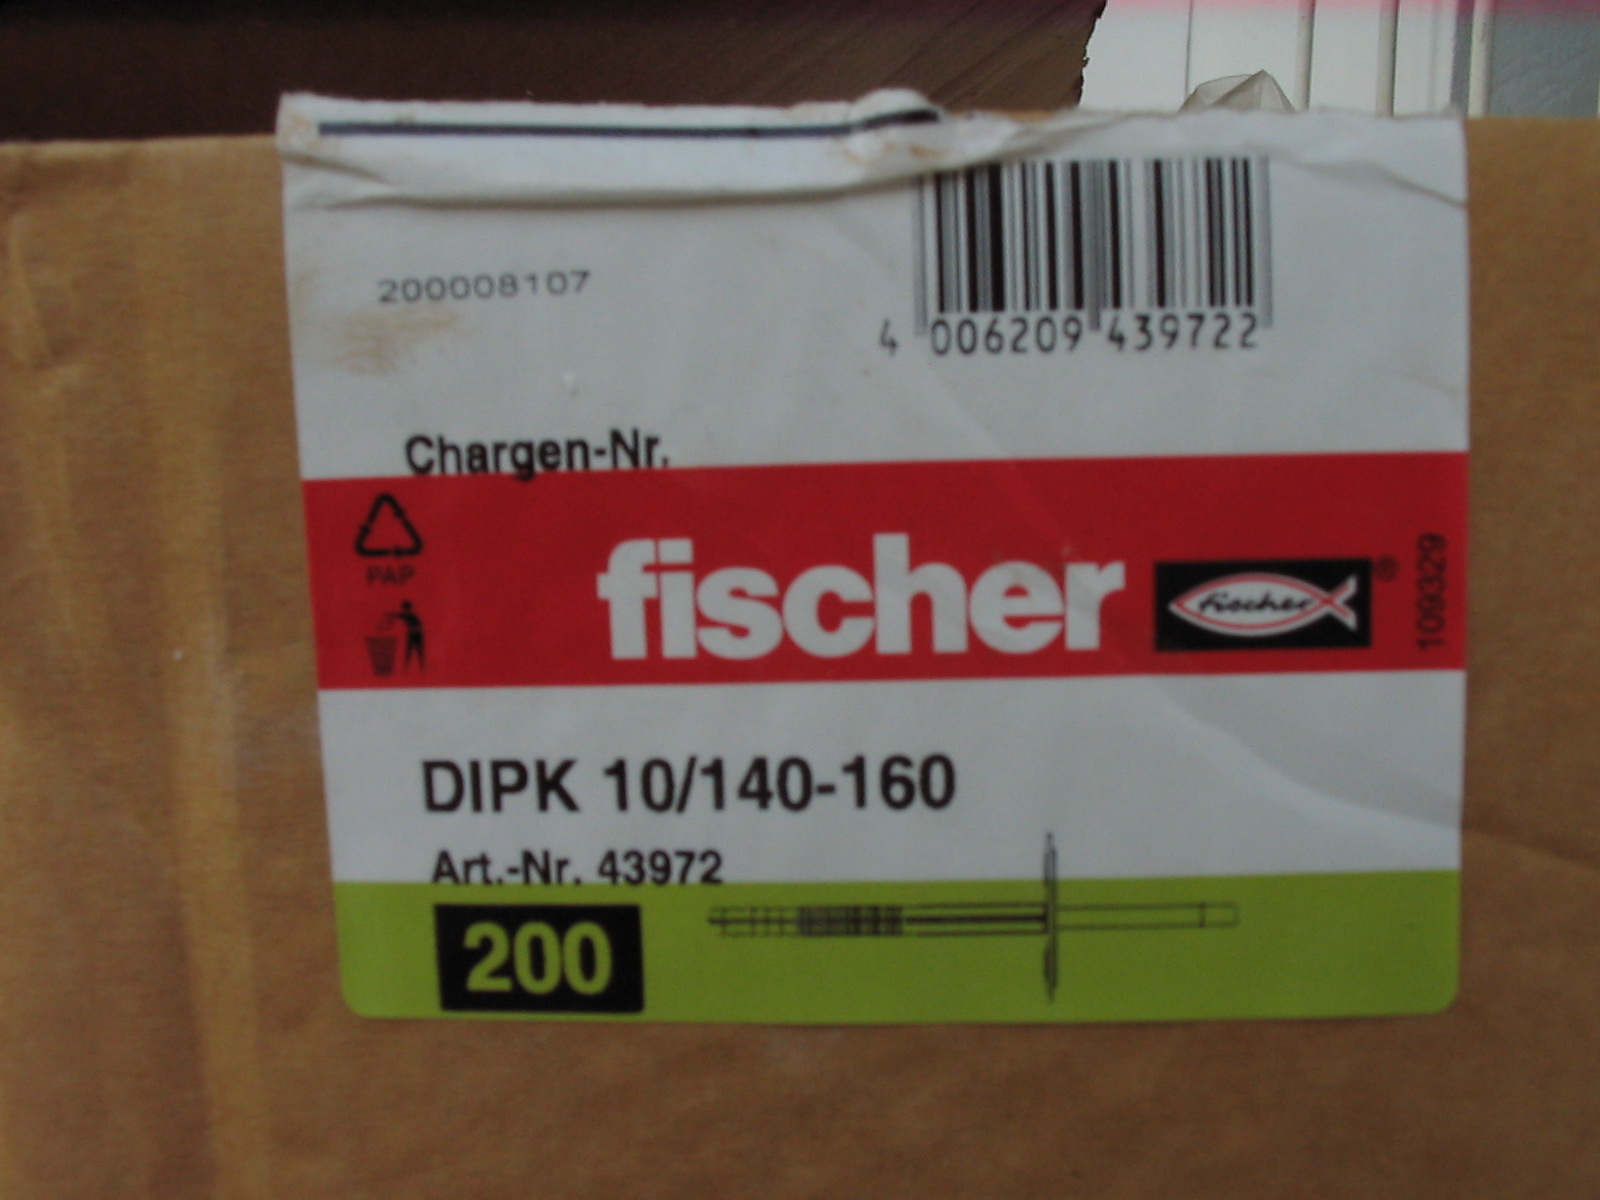 200008107
4 006209 439722
Chargen-Nr.
PAP
fischer
fischer ®
109329
DIPK 10/140-160
Art.-Nr. 43972
200